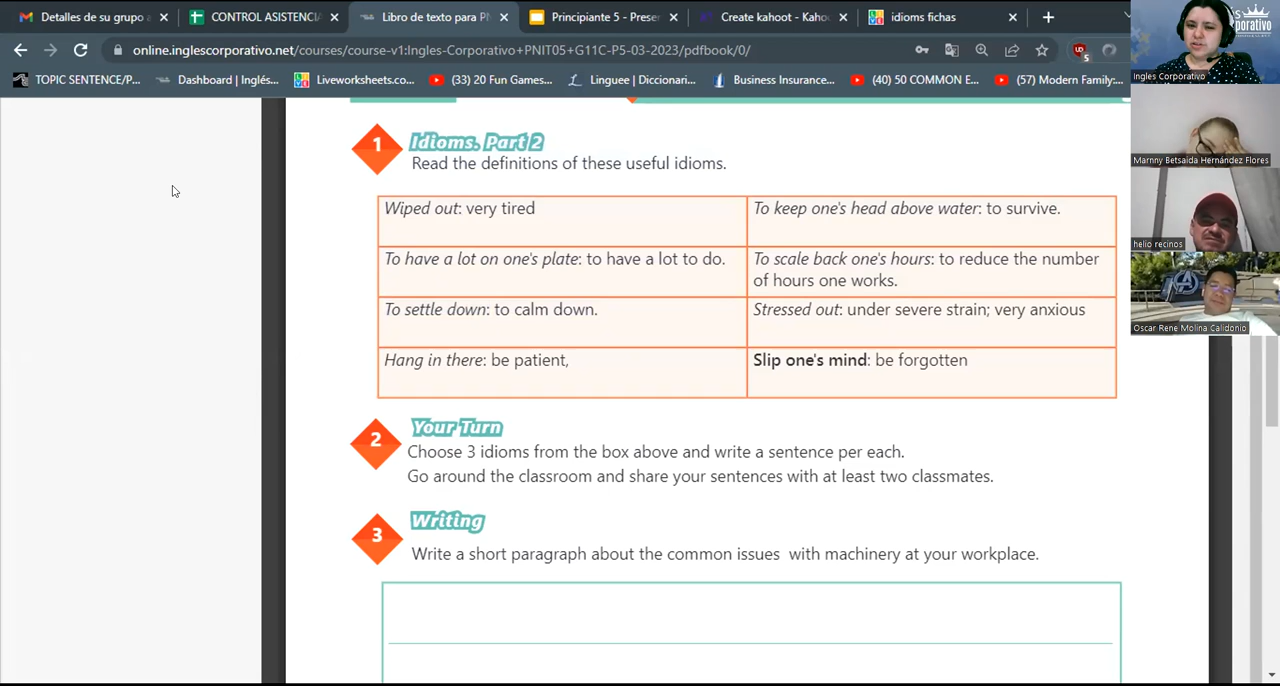 Detalles de su grupo a
CONTROL ASISTENCI
Libro de texto para PN
Principiante 5 - Preser
Create kahoot - Kahoo
idioms fichas
online.inglescorporativo.net/courses/course-v1:Ingles-Corporativo+PNIT05+G11C-P5-03-2023/pdfbook/0/
5
TOPIC SENTENCE/P...
Dashboard | Inglés...
Liveworksheets.co...
(33) 20 Fun Games...
Linguee | Diccionari...
Business Insurance...
(40) 50 COMMON E...
(57) Modern Family:...
1
Idioms. Part 2
Read the definitions of these useful idioms.
Wiped out: very tired
To keep one's head above water: to survive.
To have a lot on one's plate: to have a lot to do.
To scale back one's hours: to reduce the number
of hours one works.
To settle down: to calm down.
Stressed out: under severe strain; very anxious
Hang in there: be patient,
Slip one's mind: be forgotten
2
Your Turn
Choose 3 idioms from the box above and write a sentence per each.
Go around the classroom and share your sentences with at least two classmates.
3
Writing
Write a short paragraph about the common issues with machinery at your workplace.
Ingles Corporativo
Marnny Betsaida Hernández Flores
helio recinos
Oscar Rene Molina Calidonio